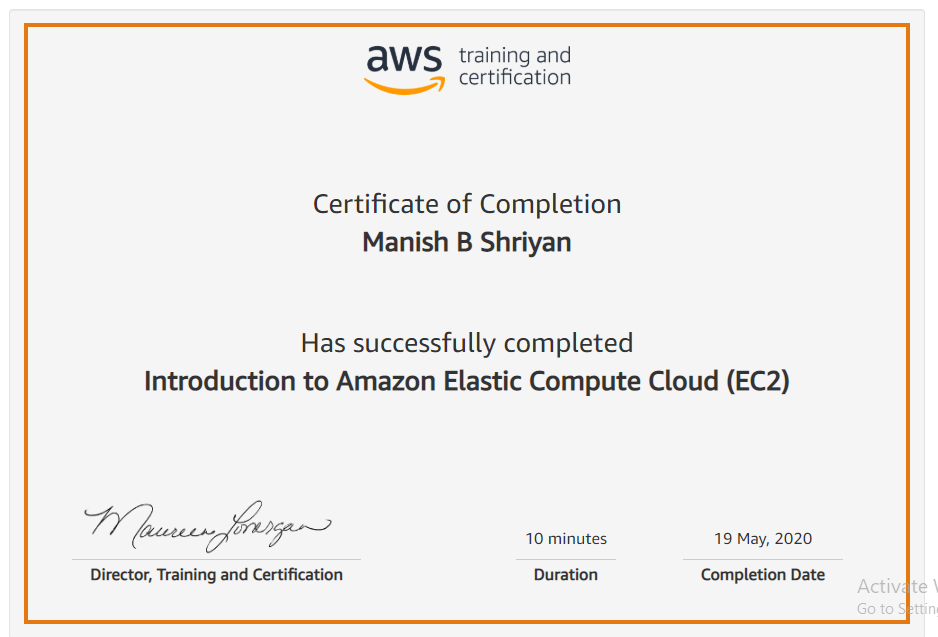 aws training and
certification
Certificate of Completion
Manish B Shriyan
Has successfully completed
Introduction to Amazon Elastic Compute Cloud (EC2)
Maureen Lonergan
10 minutes
19 May, 2020
Director, Training and Certification
Duration
Completion Date
Activate
Go to